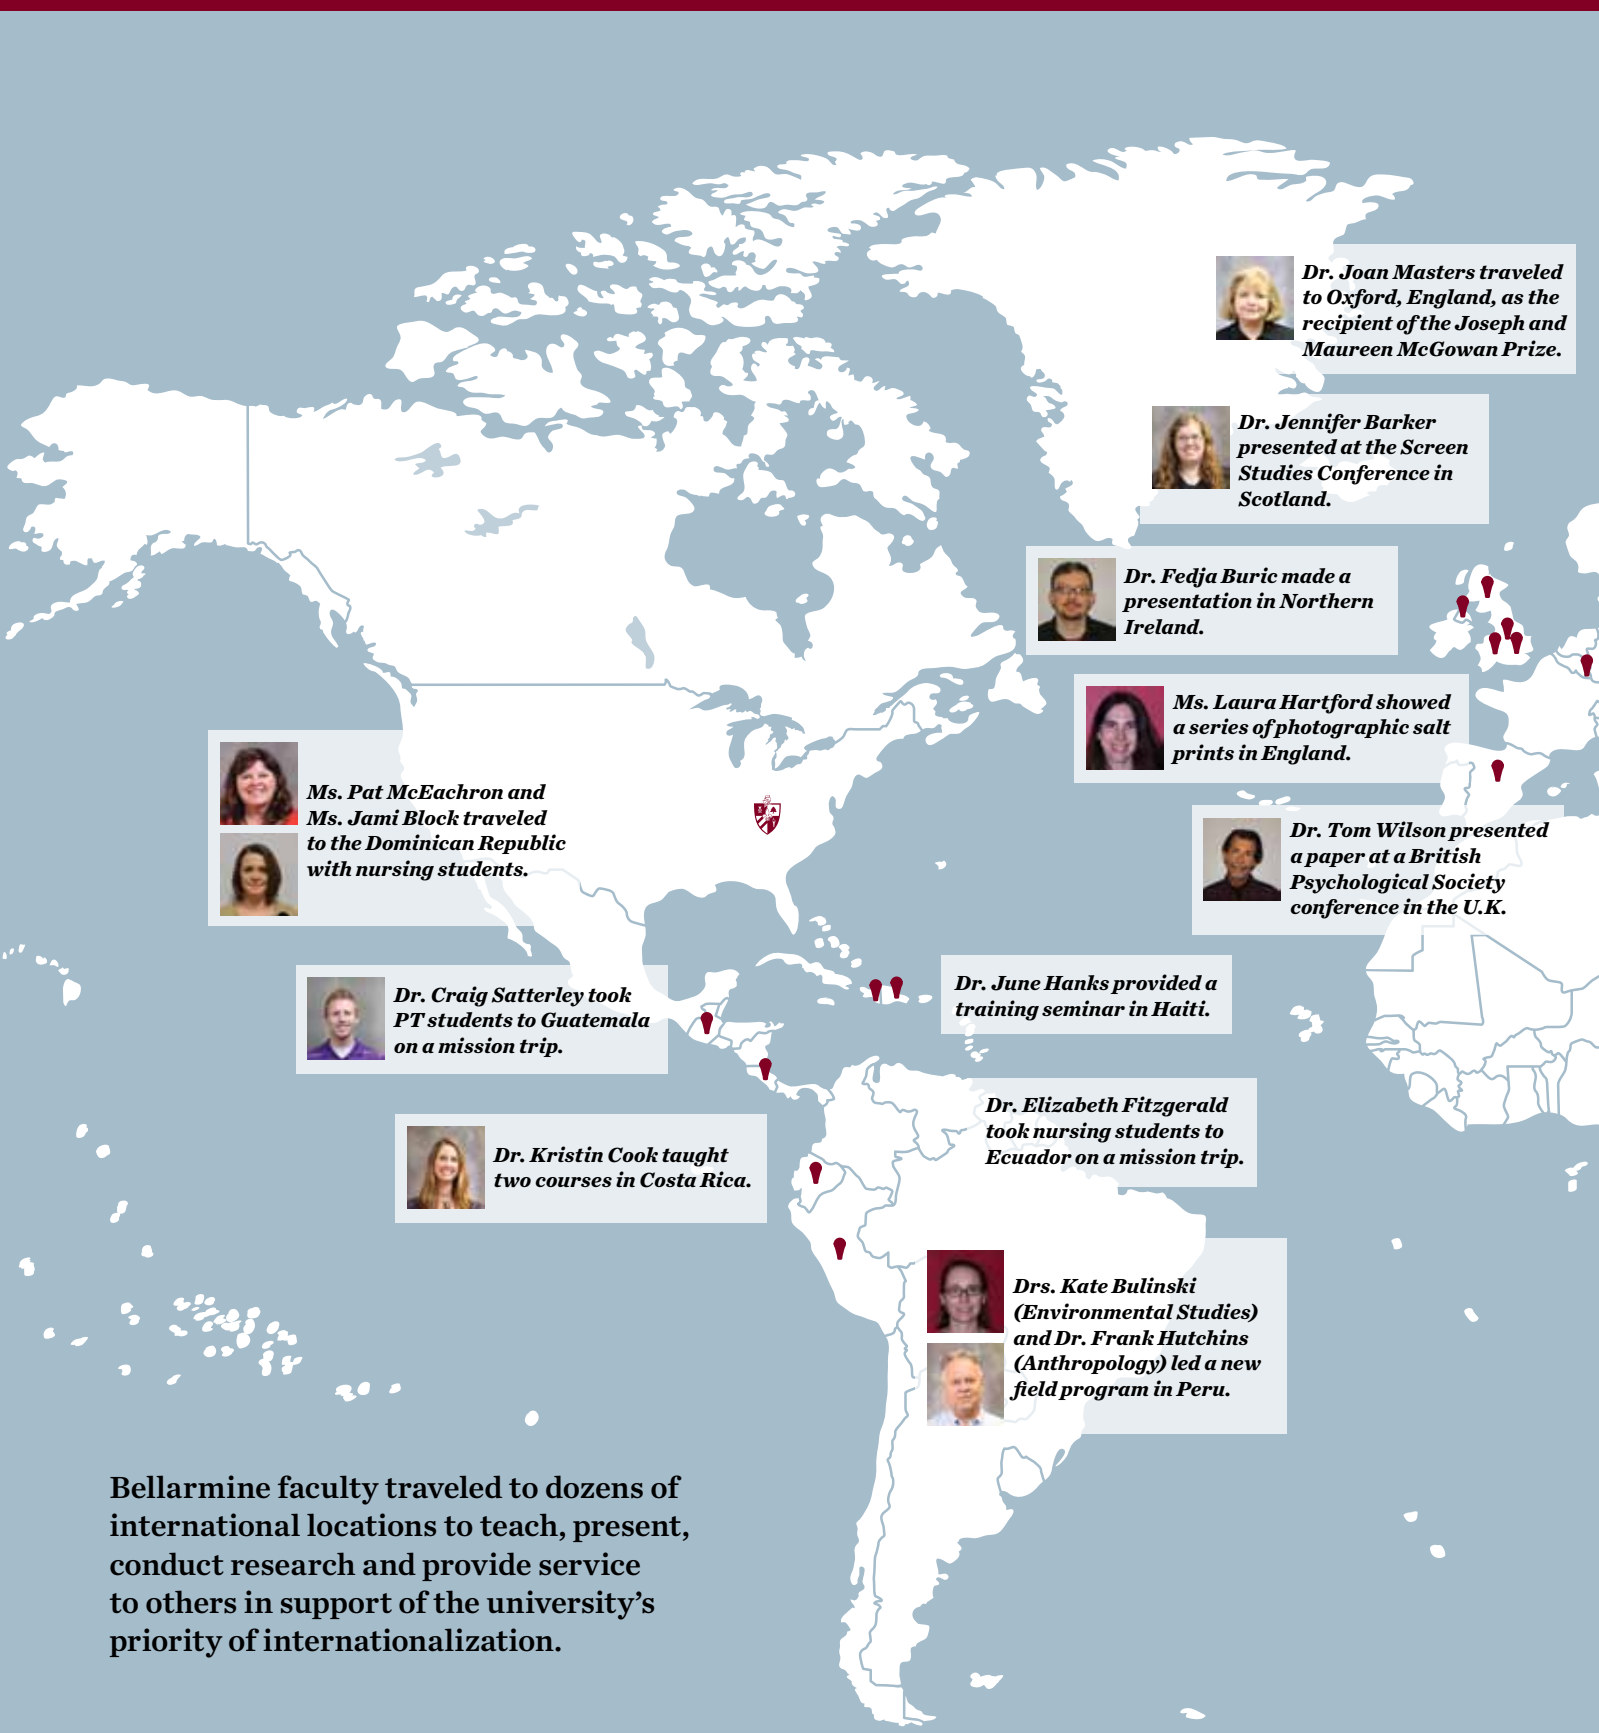 Dr. Joan Masters traveled
to Oxford, England, as the
recipient of the Joseph and
Maureen McGowan Prize.
Dr. Jennifer Barker
presented at the Screen
Studies Conference in
Scotland.
Dr. Fedja Buric made a
presentation in Northern
Ireland.
Ms. Laura Hartford showed
a series of photographic salt
prints in England.
Ms. Pat McEachron and
Ms. Jami Block traveled
to the Dominican Republic
with nursing students.
Dr. Tom Wilson presented
a paper at a British
Psychological Society
conference in the U.K.
Dr. Craig Satterley took
PT students to Guatemala
on a mission trip.
Dr. June Hanks provided a
training seminar in Haiti.
Dr. Elizabeth Fitzgerald
took nursing students to
Ecuador on a mission trip.
Dr. Kristin Cook taught
two courses in Costa Rica.
Drs. Kate Bulinski
(Environmental Studies)
and Dr. Frank Hutchins
(Anthropology) led a new
field program in Peru.
Bellarmine faculty traveled to dozens of
international locations to teach, present,
conduct research and provide service
to others in support of the university's
priority of internationalization.